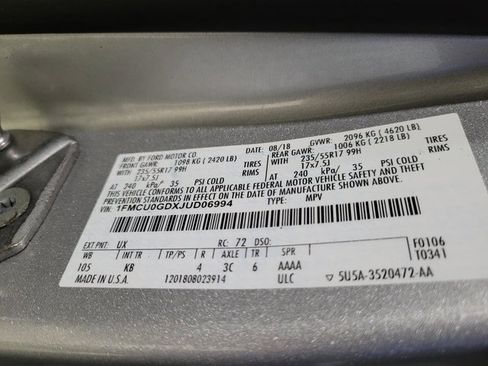 MFD. BY FORD MOTOR CO.
DATE: 08/18 GVWR: 2096 KG ( 4620 LB)
FRONT GAWR: 1098 KG ( 2420 LB) REAR GAWR: 1006 KG ( 2218 LB)
WITH 235/55R17 99H TIRES WITH 235/55R17 99H TIRES
17x7.5J 17x7.5J
AT 240 kPa/ 35 PSI COLD AT 240 kPa/ 35 PSI COLD
THIS VEHICLE CONFORMS TO ALL APPLICABLE FEDERAL MOTOR VEHICLE SAFETY AND THEFT
PREVENTION STANDARDS IN EFFECT ON THE DATE OF MANUFACTURE SHOWN ABOVE.
VIN: 1FMCU0GDXJUD06994 TYPE: MPV
EXT PNT: UX RC: 72 DSO: F0106
WB TP/PS R AXLE TR SPR T0341
105 KB 4 3C 6 AAAA
MADE IN U.S.A. 1201808023914 ULC ▽ 5U5A-3520472-AA